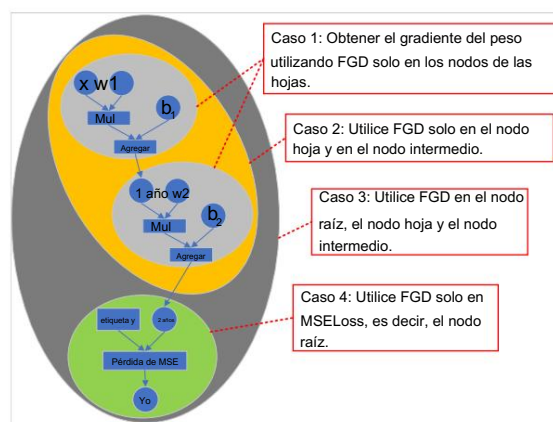 Caso 1: Obtener el gradiente del peso
utilizando FGD solo en los nodos de las
hojas.
x w1
b1
Mul
Agregar
Caso 2: Utilice FGD solo en el nodo
hoja y en el nodo intermedio.
1 año w2
b2
Mul
Agregar
Caso 3: Utilice FGD en el nodo
raíz, el nodo hoja y el nodo
intermedio.
Caso 4: Utilice FGD solo en
MSELoss, es decir, el nodo
raíz.
etiqueta y
2 años
Pérdida de MSE
Yo